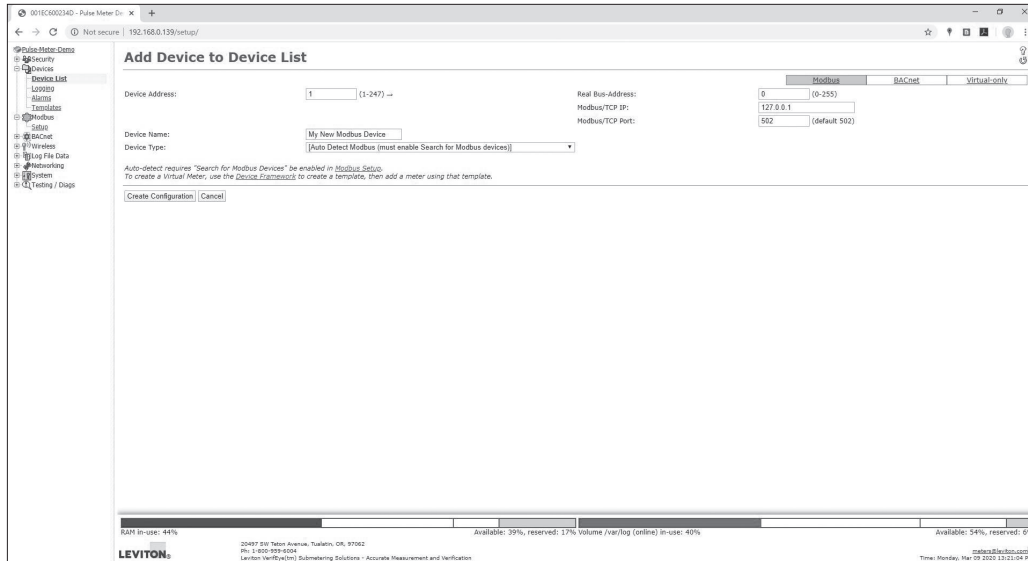 001EC600234D - Pulse Meter De
Not secure | 192.168.0.139/setup/
Pulse-Meter-Demo
Security
Devices
Device List
Logging
Alarms
Templates
Modbus
Setup
BACnet
Wireless
Log File Data
Networking
System
Testing / Diags
Add Device to Device List
Modbus BACnet Virtual-only
Device Address: 1 (1-247) → Real Bus-Address: 0 (0-255)
Modbus/TCP IP: 127.0.0.1
Modbus/TCP Port: 502 (default 502)
Device Name: My New Modbus Device
Device Type: [Auto Detect Modbus (must enable Search for Modbus devices)]
Auto-detect requires "Search for Modbus Devices" be enabled in Modbus Setup.
To create a Virtual Meter, use the Device Framework to create a template, then add a meter using that template.
Create Configuration Cancel
RAM in-use: 44% Available: 39%, reserved: 17% Volume /var/log (online) in-use: 40% Available: 54%, reserved: 6%
LEVITON®
20497 SW Teton Avenue, Tualatin, OR, 97062
Ph: 1-800-959-6004
Leviton VerifEye(tm) Submetering Solutions - Accurate Measurement and Verification
meters@leviton.com
Time: Monday, Mar 09 2020 13:21:04 P